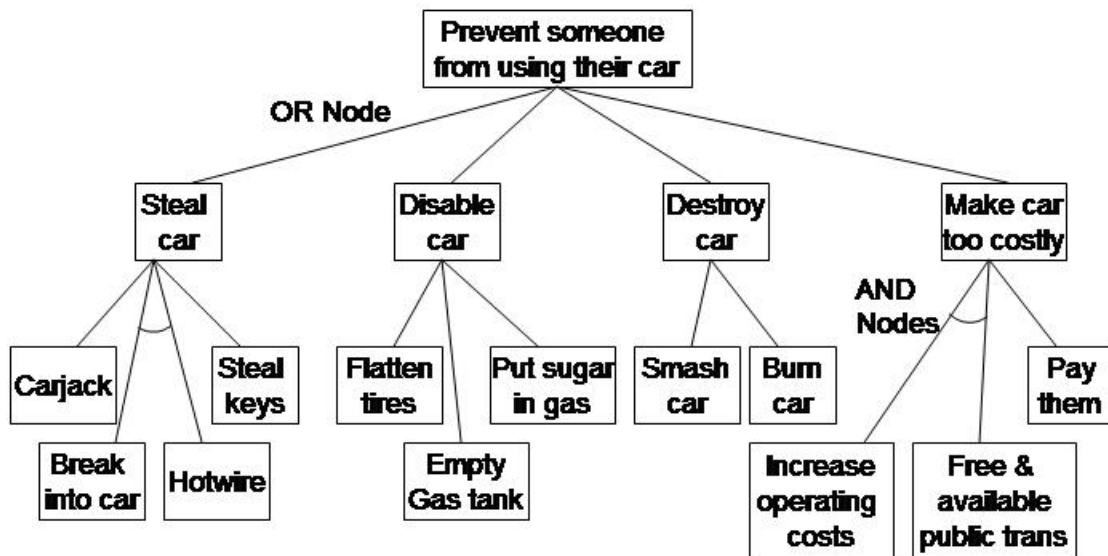 Prevent someone
from using their car
OR Node
Steal
car
Disable
car
Destroy
car
Make car
too costly
AND
Nodes
Carjack
Steal
keys
Flatten
tires
Put sugar
in gas
Smash
car
Burn
car
Pay
them
Break
into car
Hotwire
Empty
Gas tank
Increase
operating
costs
Free &
available
public trans